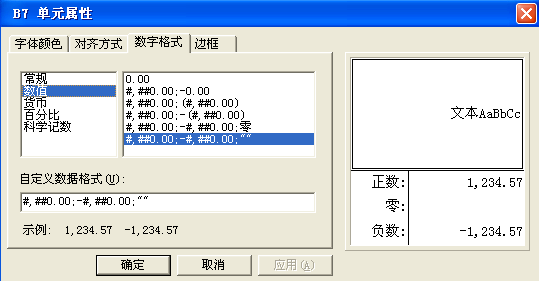 B7 单元属性
字体颜色 对齐方式 数字格式 边框
常规
数值
货币
百分比
科学记数
0.00
#,##0.00;-0.00
#,##0.00;(#,##0.00)
#,##0.00;-(#,##0.00)
#,##0.00;-#,##0.00;零
#,##0.00;-#,##0.00;""
自定义数据格式(U):
#,##0.00;-#,##0.00;""
示例: 1,234.57 -1,234.57
文本AaBbCc
正数: 1,234.57
零:
负数: -1,234.57
确定 取消 应用(A)